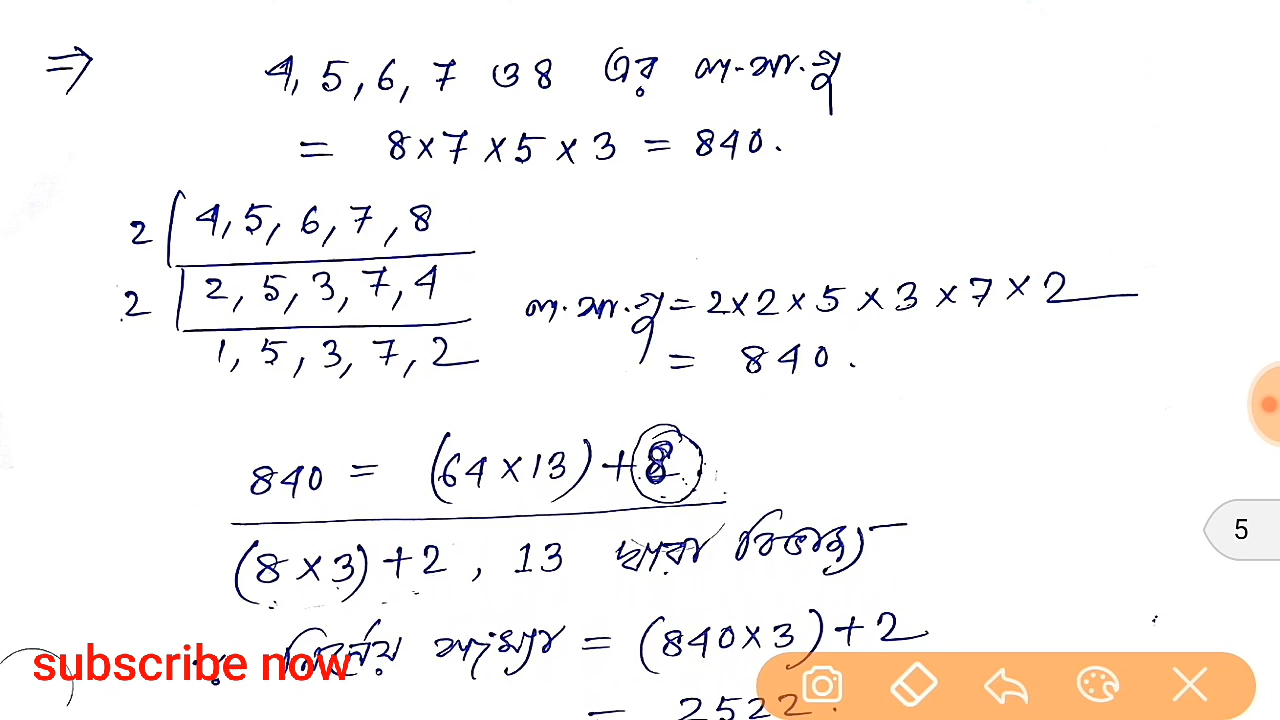 ⇒ 4, 5, 6, 7 ও 8 এর ল.সা.গু
= 8 × 7 × 5 × 3 = 840.
2 | 4, 5, 6, 7, 8
2 | 2, 5, 3, 7, 4
1, 5, 3, 7, 2
ল.সা.গু = 2 × 2 × 5 × 3 × 7 × 2
= 840.
840 = (64 × 13) + 8
(8 × 3) + 2, 13 দ্বারা বিভাজ্য
নির্ণেয় সংখ্যা = (840 × 3) + 2
= 2522.
subscribe now
5